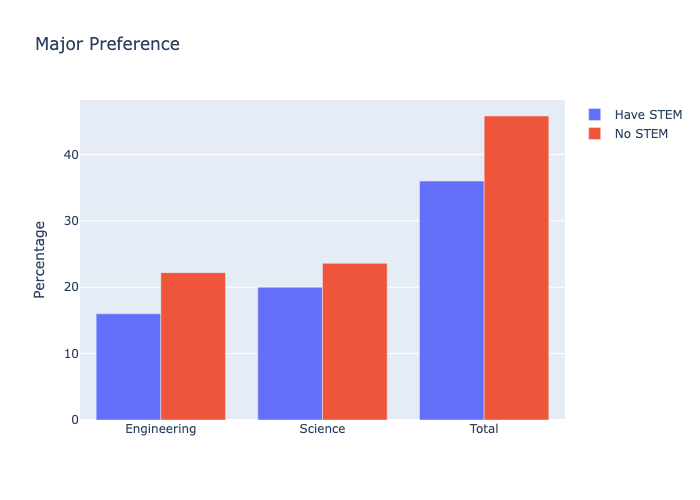 Major Preference
Have STEM
No STEM
Percentage
40
30
20
10
0
Engineering
Science
Total